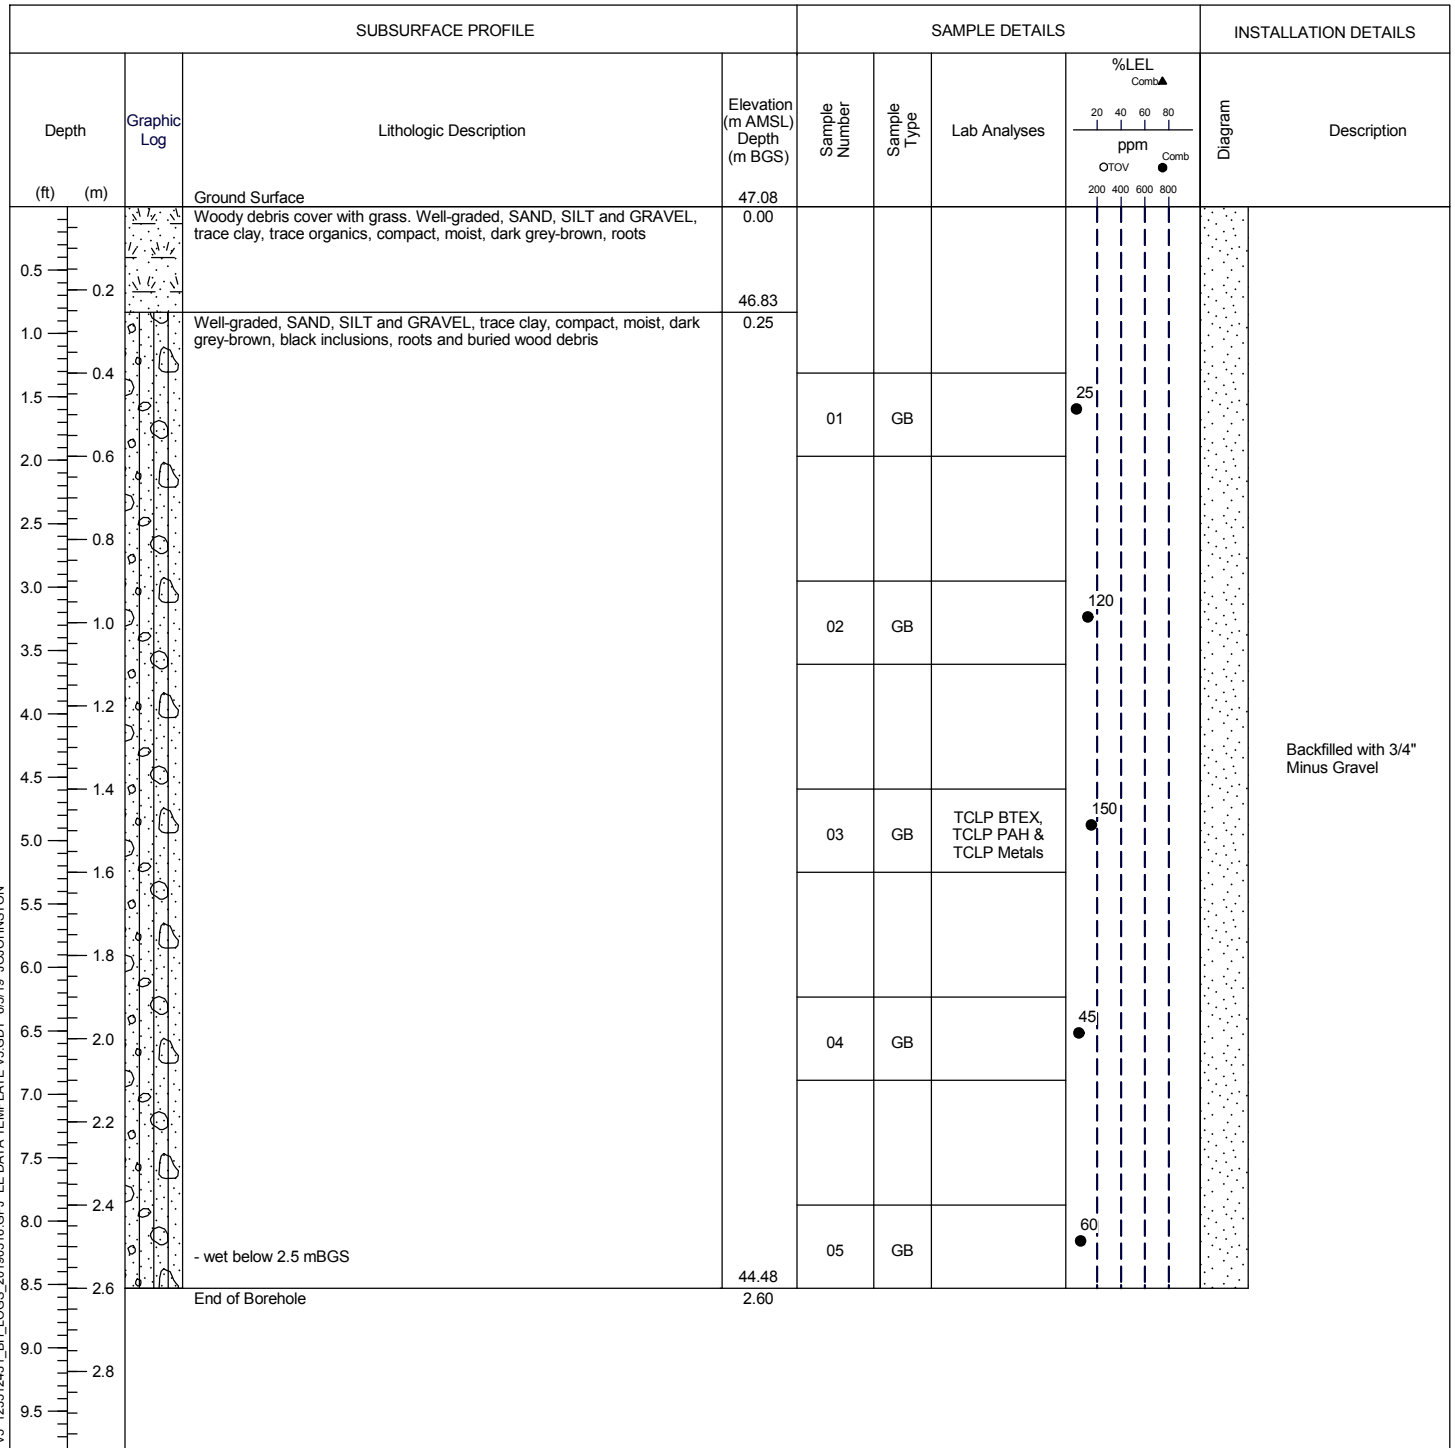 SUBSURFACE PROFILE
SAMPLE DETAILS
INSTALLATION DETAILS
Depth
Graphic
Log
Lithologic Description
Elevation
(m AMSL)
Depth
(m BGS)
Sample
Number
Sample
Type
Lab Analyses
%LEL
Comb
20 40 60 80
ppm
TOV
Comb
200 400 600 800
Diagram
Description
(ft) (m)
Ground Surface
47.08
Woody debris cover with grass. Well-graded, SAND, SILT and GRAVEL,
trace clay, trace organics, compact, moist, dark grey-brown, roots
0.00
46.83
Well-graded, SAND, SILT and GRAVEL, trace clay, compact, moist, dark
grey-brown, black inclusions, roots and buried wood debris
0.25
0.5
1.0
1.5
2.0
2.5
3.0
3.5
4.0
4.5
5.0
5.5
6.0
6.5
7.0
7.5
8.0
8.5
9.0
9.5
0.2
0.4
0.6
0.8
1.0
1.2
1.4
1.6
1.8
2.0
2.2
2.4
2.6
2.8
01 GB
25
02 GB
120
03 GB
TCLP BTEX,
TCLP PAH &
TCLP Metals
150
04 GB
45
05 GB
60
Backfilled with 3/4"
Minus Gravel
- wet below 2.5 mBGS
44.48
End of Borehole
2.60